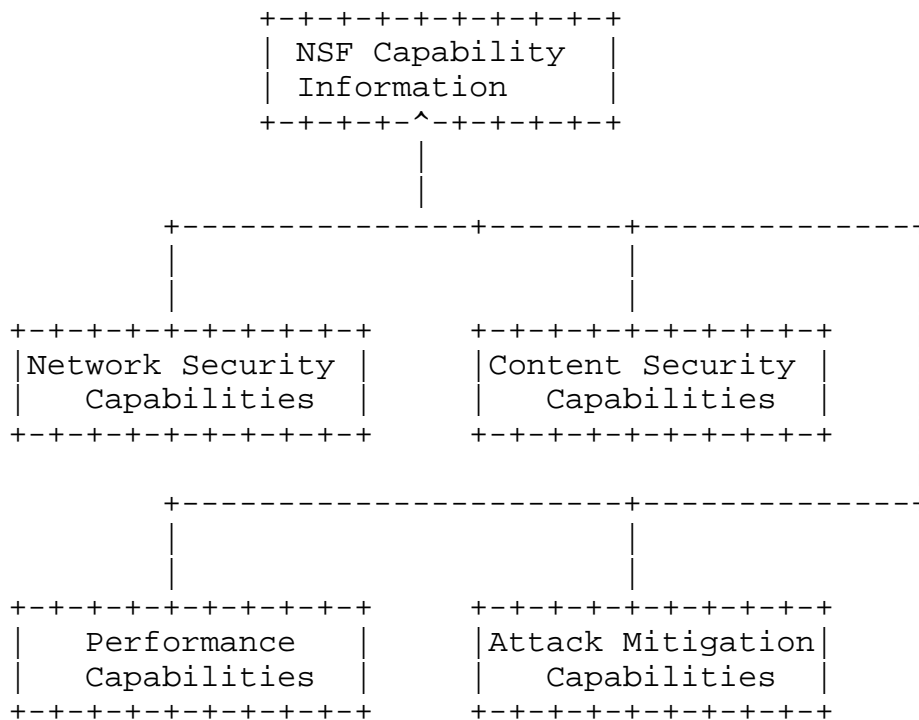 NSF Capability
Information
Network Security
Capabilities
Content Security
Capabilities
Performance
Capabilities
Attack Mitigation
Capabilities